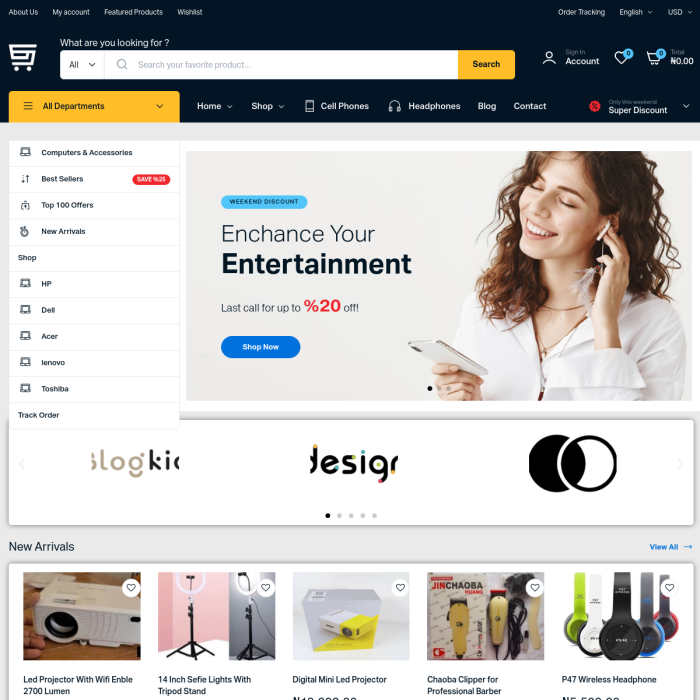 About Us My account Featured Products Wishlist
Order Tracking English USD
What are you looking for ?
All Search your favorite product... Search
Sign In
Account
0
0
Total
₦0.00
All Departments
Home Shop Cell Phones Headphones Blog Contact
Only this weekend
Super Discount
Computers & Accessories
Best Sellers SAVE %25
Top 100 Offers
New Arrivals
Shop
HP
Dell
Acer
lenovo
Toshiba
Track Order
WEEKEND DISCOUNT
Enchance Your
Entertainment
Last call for up to %20 off!
Shop Now
design
New Arrivals
View All
JINCHAOBA
HUANG
P47
Led Projector With Wifi Enble
2700 Lumen
14 Inch Sefie Lights With
Tripod Stand
Digital Mini Led Projector
Chaoba Clipper for
Professional Barber
P47 Wireless Headphone